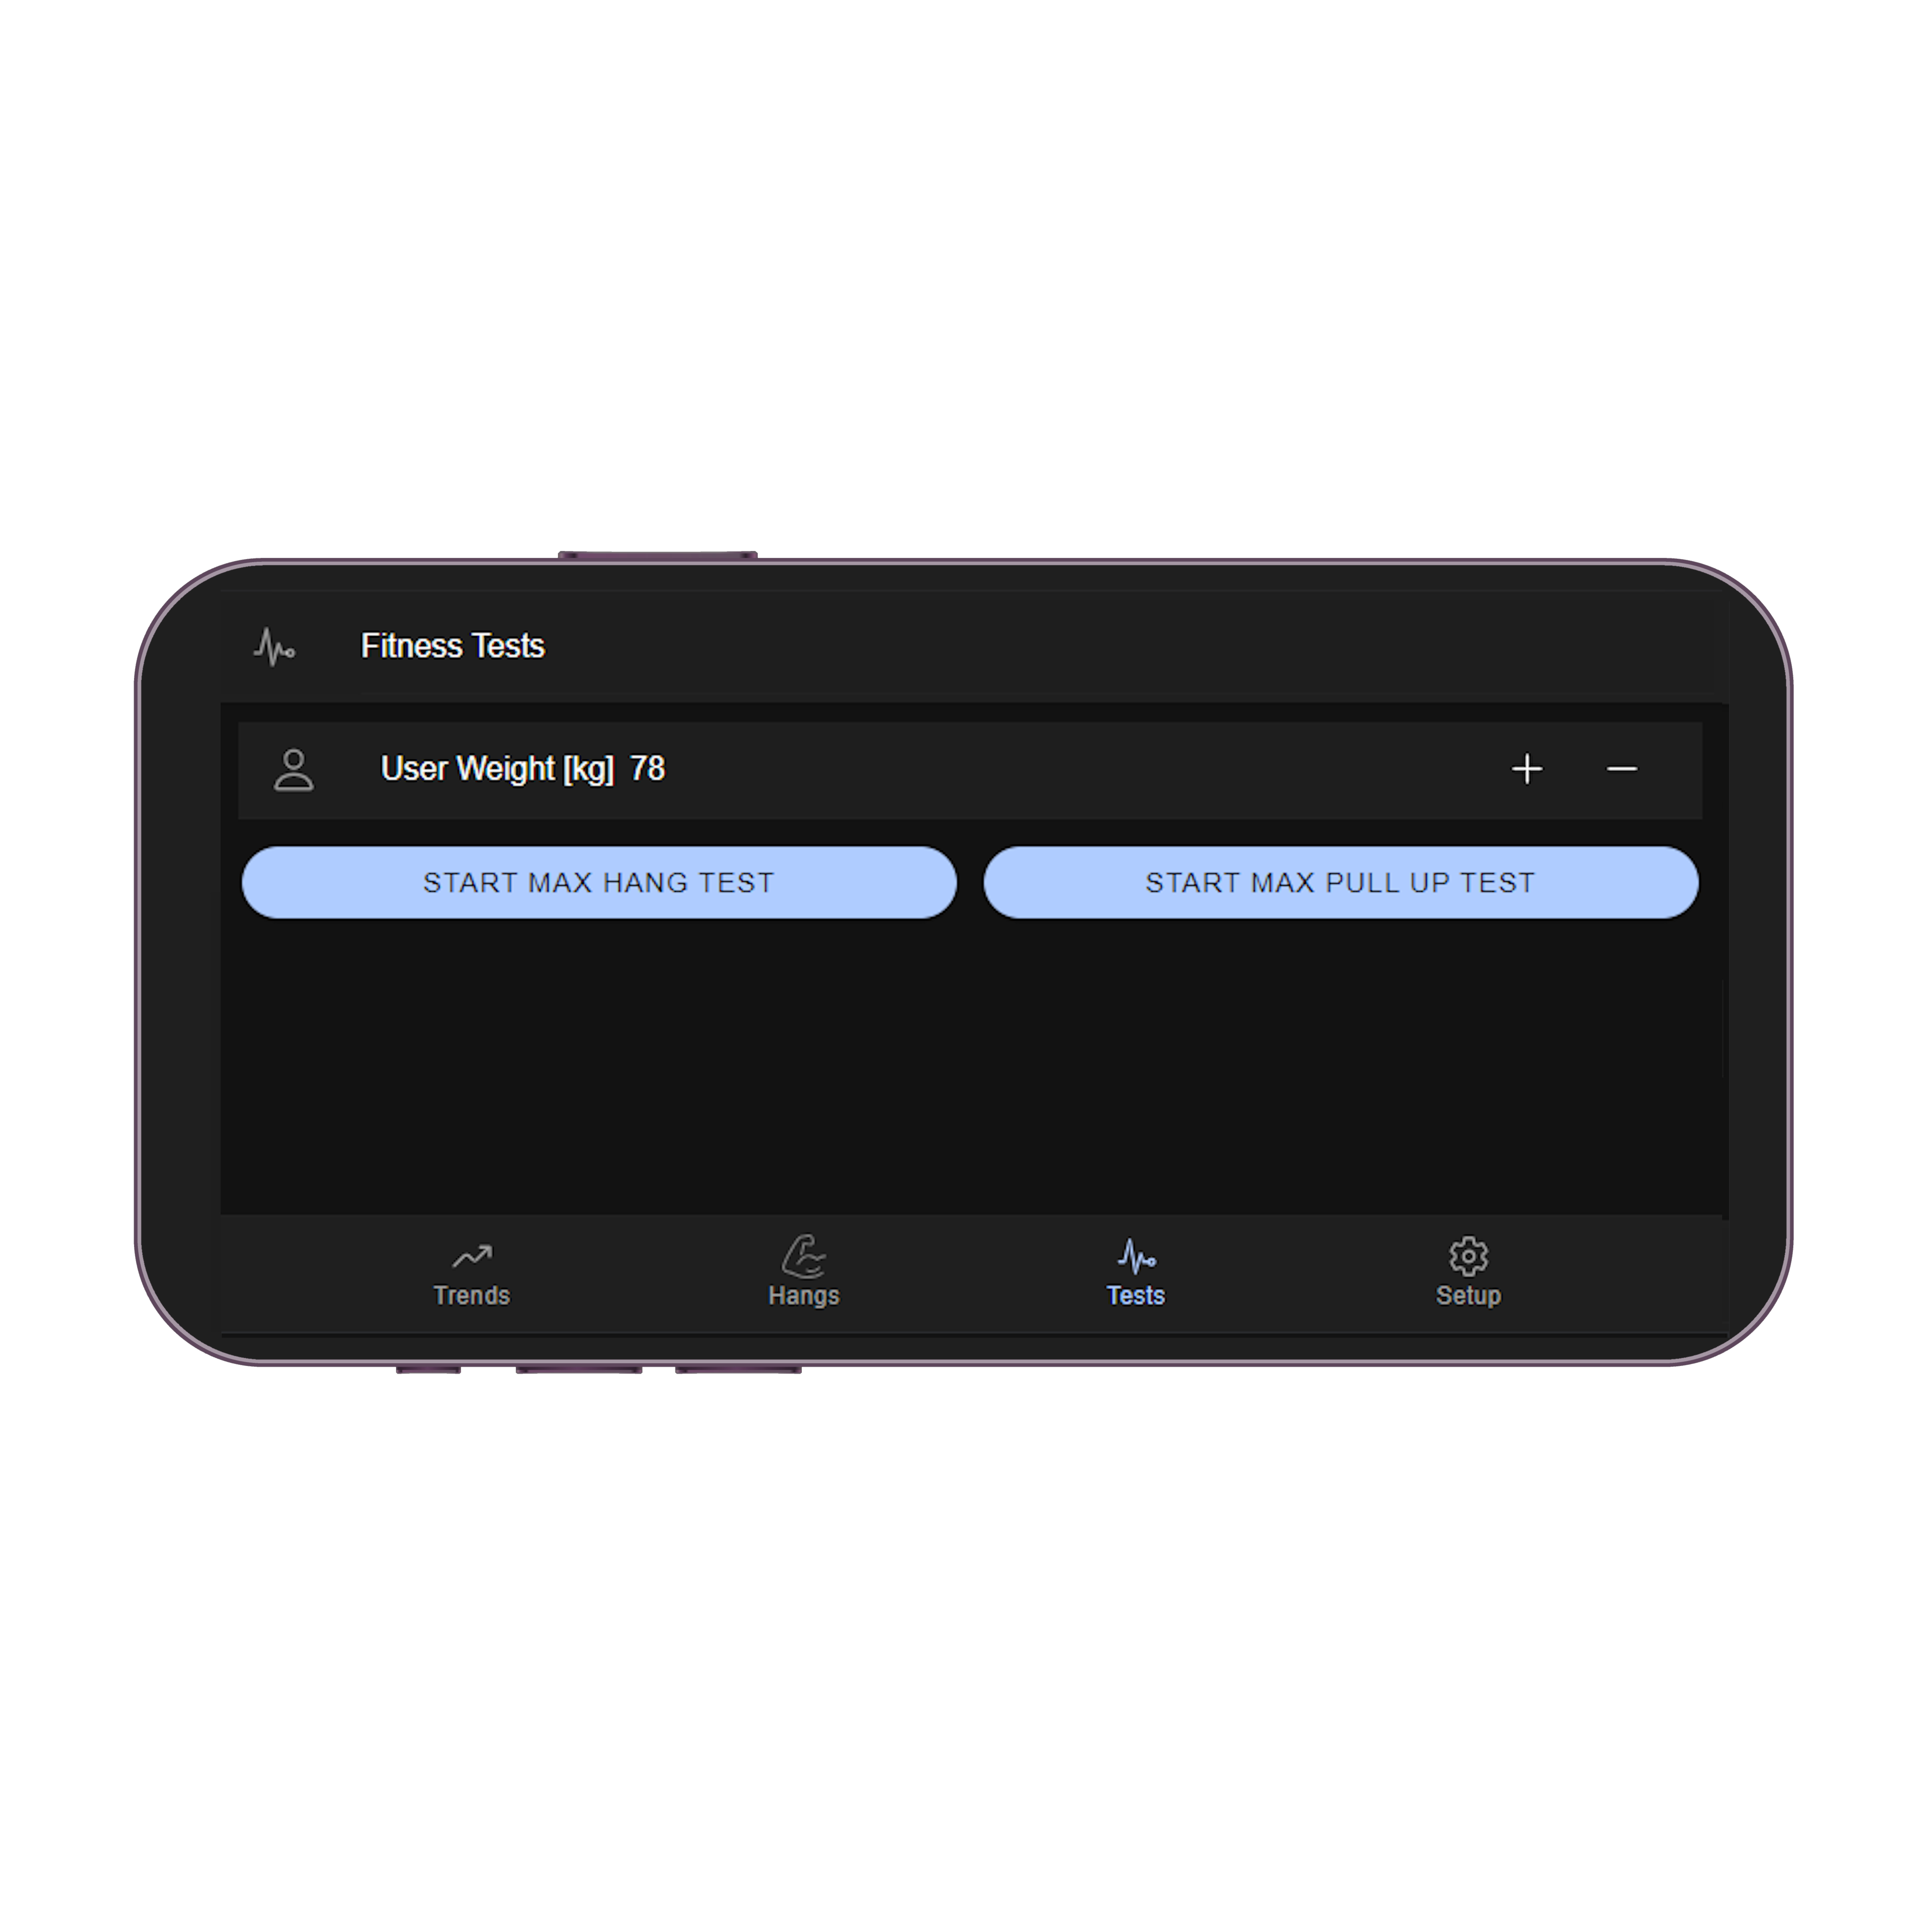 Fitness Tests
User Weight [kg] 78
START MAX HANG TEST
START MAX PULL UP TEST
Trends
Hangs
Tests
Setup